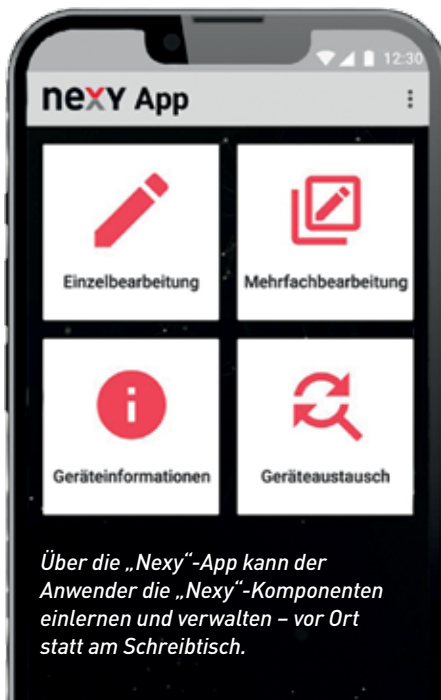 12:30
nexy App
Einzelbearbeitung
Mehrfachbearbeitung
Geräteinformationen
Geräteaustausch
Über die „Nexy“-App kann der
Anwender die „Nexy“-Komponenten
einlernen und verwalten – vor Ort
statt am Schreibtisch.